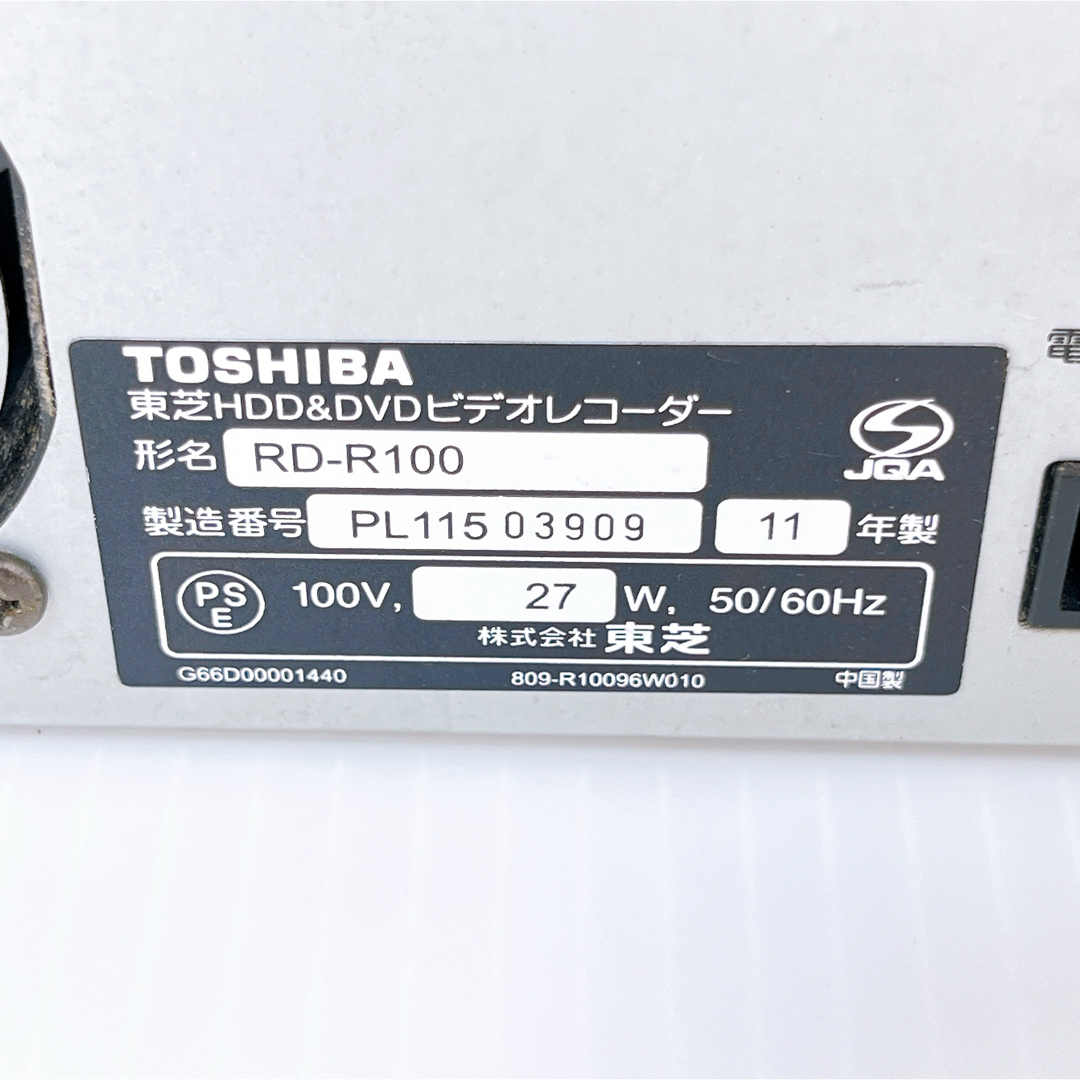 TOSHIBA
東芝HDD&DVDビデオレコーダー
形名 RD-R100
JQA
製造番号 PL115 03909 11 年製
PSE 100V, 27 W, 50/60Hz
株式会社 東芝
G66D00001440 809-R10096W010 中国製
電